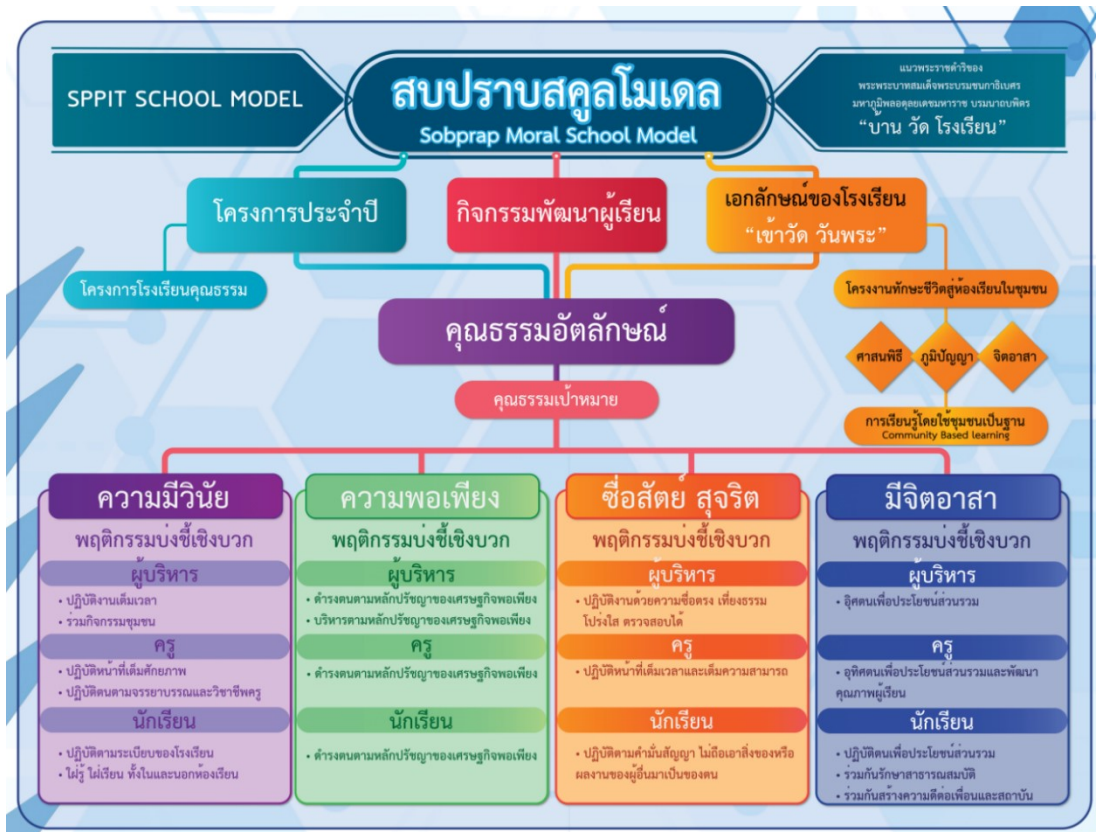 SPPIT SCHOOL MODEL
สบปราบสคูลโมเดล
Sobprap Moral School Model
แนวพระราชดำริของ
พระพระบาทสมเด็จพระบรมชนกาธิเบศร
มหาภูมิพลอดุลยเดชมหาราช บรมนาถบพิตร
“บ้าน วัด โรงเรียน”
โครงการประจำปี
กิจกรรมพัฒนาผู้เรียน
เอกลักษณ์ของโรงเรียน
“เข้าวัด วันพระ”
โครงการโรงเรียนคุณธรรม
โครงงานทักษะชีวิตสู่ห้องเรียนในชุมชน
คุณธรรมอัตลักษณ์
ศาสนพิธี
ภูมิปัญญา
จิตอาสา
คุณธรรมเป้าหมาย
การเรียนรู้โดยใช้ชุมชนเป็นฐาน
Community Based learning
ความมีวินัย
พฤติกรรมบ่งชี้เชิงบวก
ผู้บริหาร
• ปฏิบัติงานเต็มเวลา
• ร่วมกิจกรรมชุมชน
ครู
• ปฏิบัติหน้าที่เต็มศักยภาพ
• ปฏิบัติตนตามจรรยาบรรณและวิชาชีพครู
นักเรียน
• ปฏิบัติตามระเบียบของโรงเรียน
• ใฝ่รู้ ใฝ่เรียน ทั้งในและนอกห้องเรียน
ความพอเพียง
พฤติกรรมบ่งชี้เชิงบวก
ผู้บริหาร
• ดำรงตนตามหลักปรัชญาของเศรษฐกิจพอเพียง
• บริหารตามหลักปรัชญาของเศรษฐกิจพอเพียง
ครู
• ดำรงตนตามหลักปรัชญาของเศรษฐกิจพอเพียง
นักเรียน
• ดำรงตนตามหลักปรัชญาของเศรษฐกิจพอเพียง
ซื่อสัตย์ สุจริต
พฤติกรรมบ่งชี้เชิงบวก
ผู้บริหาร
• ปฏิบัติงานด้วยความซื่อตรง เที่ยงธรรม
โปร่งใส ตรวจสอบได้
ครู
• ปฏิบัติหน้าที่เต็มเวลาและเต็มความสามารถ
นักเรียน
• ปฏิบัติตามคำมั่นสัญญา ไม่ถือเอาสิ่งของหรือ
ผลงานของผู้อื่นมาเป็นของตน
มีจิตอาสา
พฤติกรรมบ่งชี้เชิงบวก
ผู้บริหาร
• อุิศตนเพื่อประโยชน์ส่วนรวม
ครู
• อุทิศตนเพื่อประโยชน์ส่วนรวมและพัฒนา
คุณภาพผู้เรียน
นักเรียน
• ปฏิบัติตนเพื่อประโยชน์ส่วนรวม
• ร่วมกันรักษาสาธารณสมบัติ
• ร่วมกันสร้างความดีต่อเพื่อนและสถาบัน